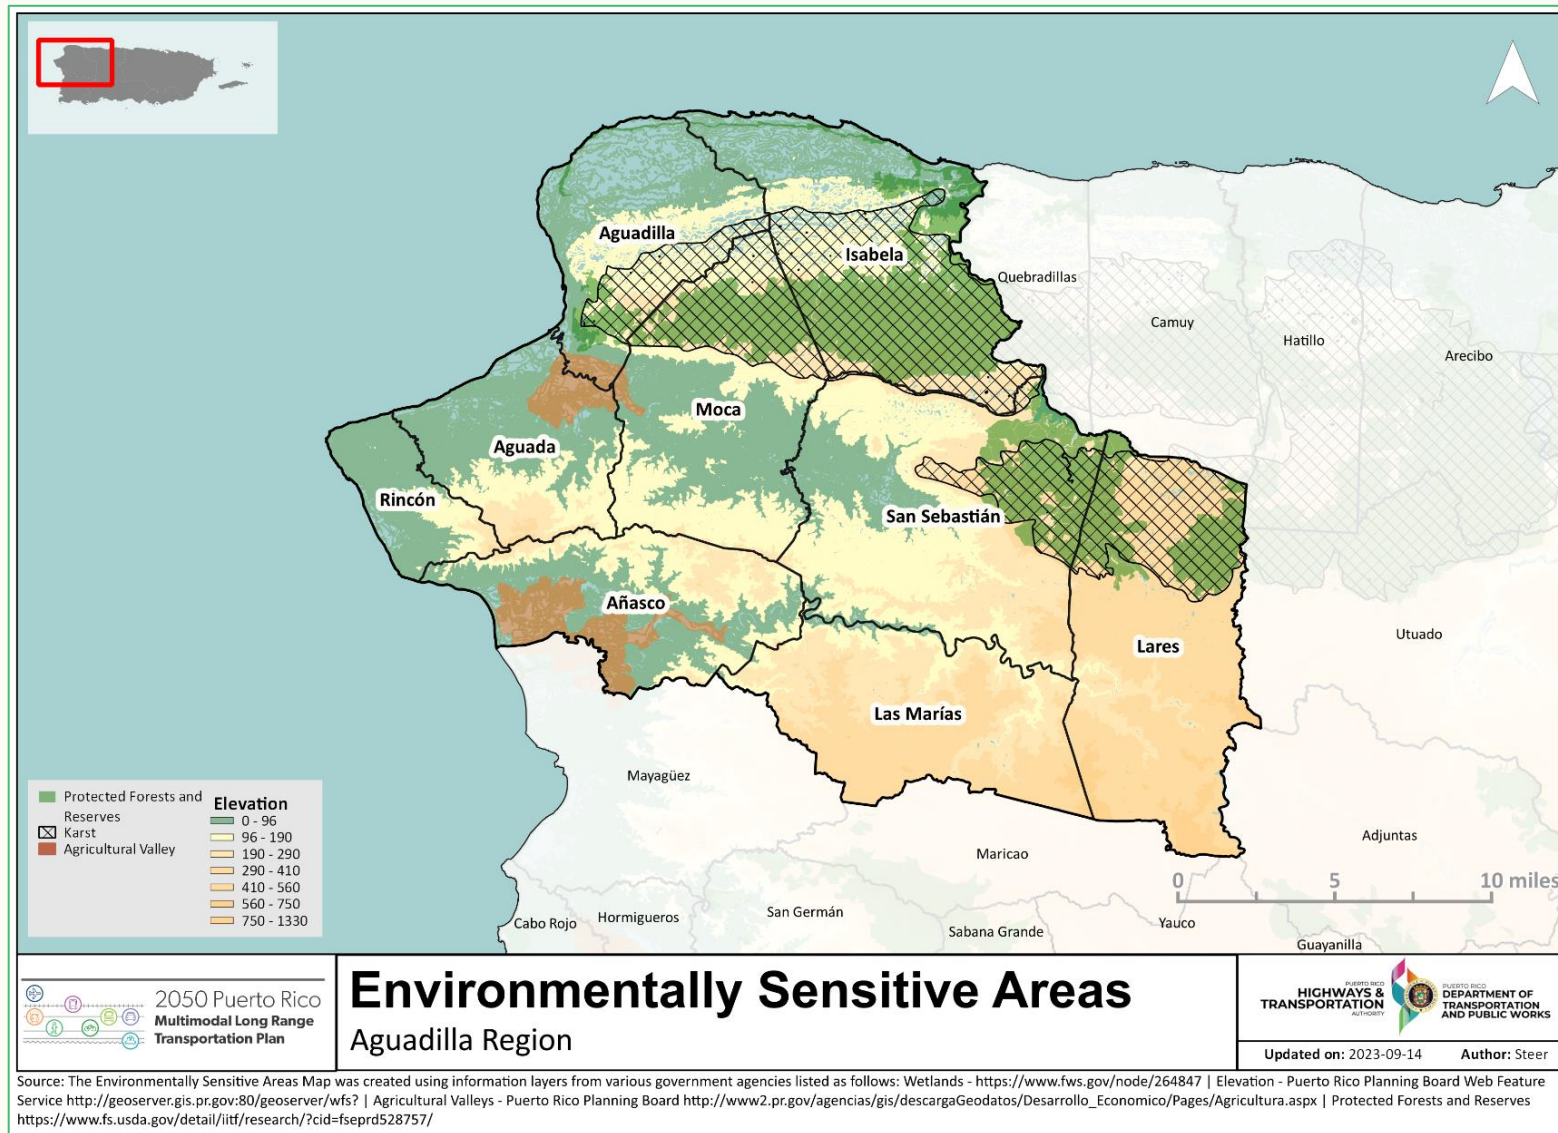 Aguadilla
Isabela
Quebradillas
Camuy
Hatillo
Arecibo
Moca
Aguada
Rincón
San Sebastián
Añasco
Utuado
Lares
Las Marías
Mayagüez
Adjuntas
Maricao
0 5 10 miles
San Germán
Hormigueros
Cabo Rojo
Sabana Grande
Yauco
Guayanilla
Protected Forests and
Reserves
Karst
Agricultural Valley
Elevation
0 - 96
96 - 190
190 - 290
290 - 410
410 - 560
560 - 750
750 - 1330
2050 Puerto Rico
Multimodal Long Range
Transportation Plan
Environmentally Sensitive Areas
Aguadilla Region
PUERTO RICO
HIGHWAYS &
TRANSPORTATION
AUTHORITY
PUERTO RICO
DEPARTMENT OF
TRANSPORTATION
AND PUBLIC WORKS
Updated on: 2023-09-14 Author: Steer
Source: The Environmentally Sensitive Areas Map was created using information layers from various government agencies listed as follows: Wetlands - https://www.fws.gov/node/264847 | Elevation - Puerto Rico Planning Board Web Feature
Service http://geoserver.gis.pr.gov:80/geoserver/wfs? | Agricultural Valleys - Puerto Rico Planning Board http://www2.pr.gov/agencias/gis/descargaGeodatos/Desarrollo_Economico/Pages/Agricultura.aspx | Protected Forests and Reserves
https://www.fs.usda.gov/detail/iitf/research/?cid=fseprd528757/